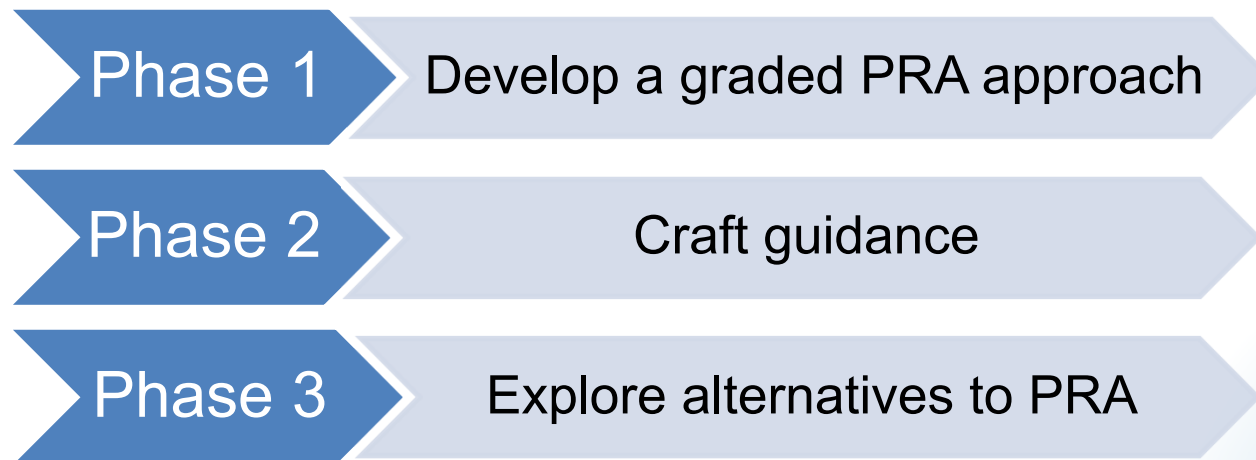 Phase 1 Develop a graded PRA approach
Phase 2 Craft guidance
Phase 3 Explore alternatives to PRA